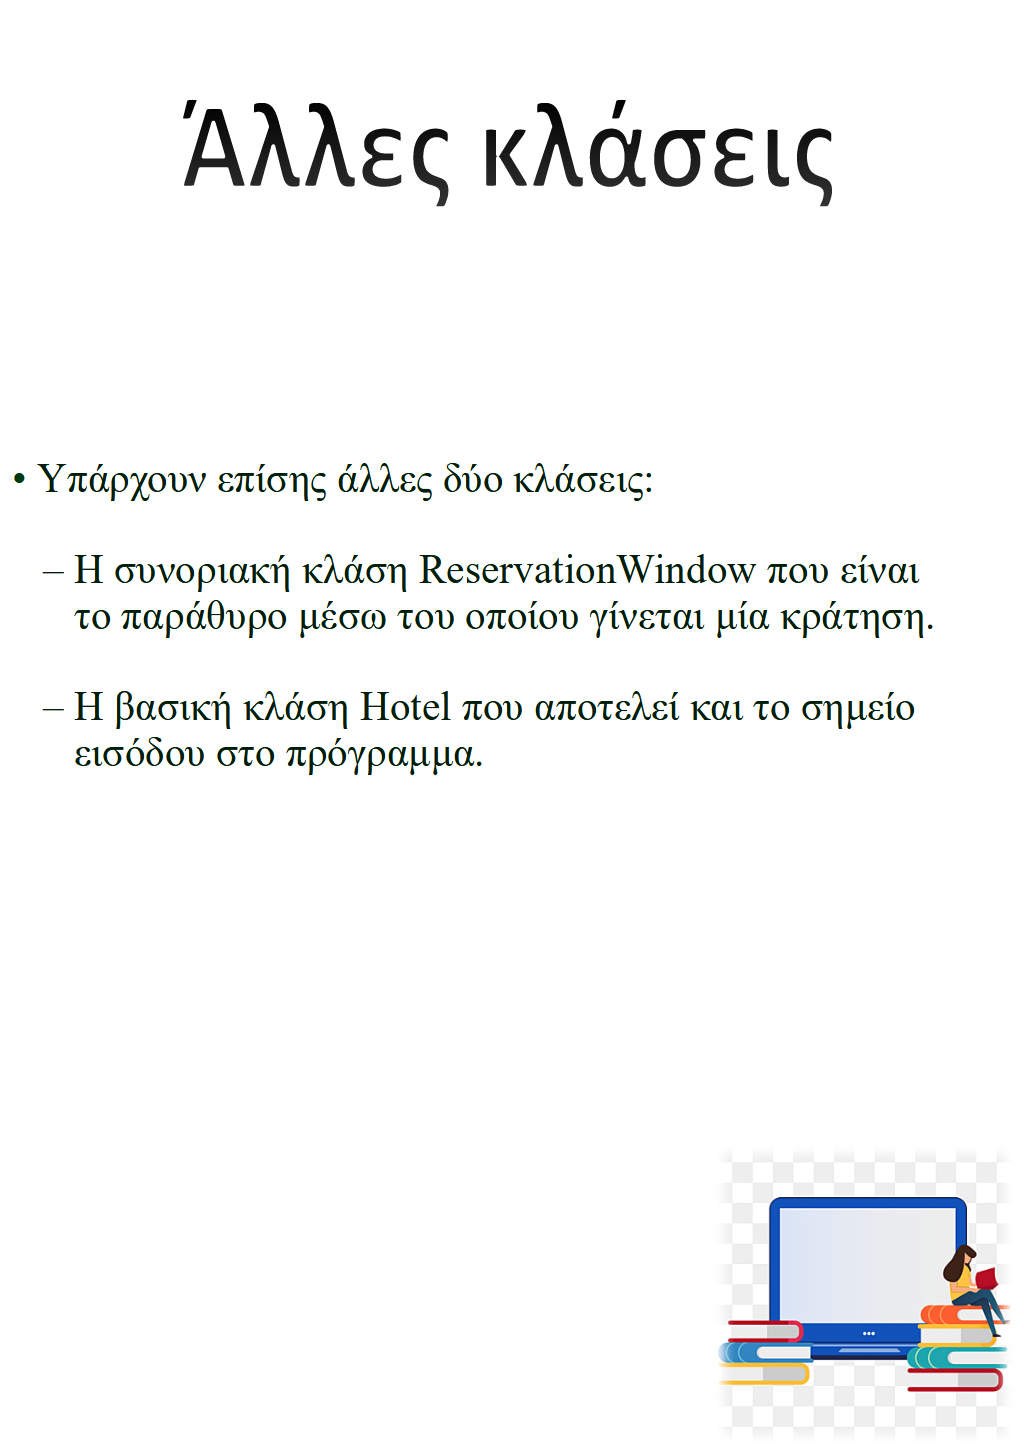 Άλλες κλάσεις
• Υπάρχουν επίσης άλλες δύο κλάσεις:
– Η συνοριακή κλάση ReservationWindow που είναι
το παράθυρο μέσω του οποίου γίνεται μία κράτηση.
– Η βασική κλάση Hotel που αποτελεί και το σημείο
εισόδου στο πρόγραμμα.